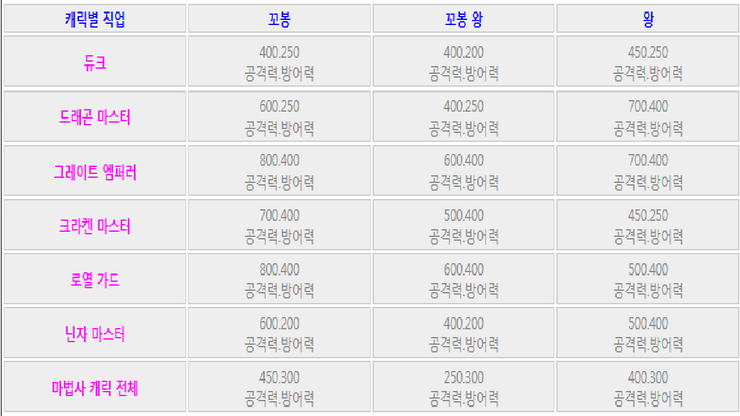 캐릭별 직업 꼬봉 꼬봉 왕 왕
듀크 400.250 400.200 450.250
공격력.방어력 공격력.방어력 공격력.방어력
드래곤 마스터 600.250 400.250 700.400
공격력.방어력 공격력.방어력 공격력.방어력
그레이트 엠퍼러 800.400 600.400 700.400
공격력.방어력 공격력.방어력 공격력.방어력
크라켄 마스터 700.400 500.400 450.250
공격력.방어력 공격력.방어력 공격력.방어력
로열 가드 800.400 600.400 500.400
공격력.방어력 공격력.방어력 공격력.방어력
닌자 마스터 600.200 400.200 500.400
공격력.방어력 공격력.방어력 공격력.방어력
마법사 캐릭 전체 450.300 250.300 400.300
공격력.방어력 공격력.방어력 공격력.방어력